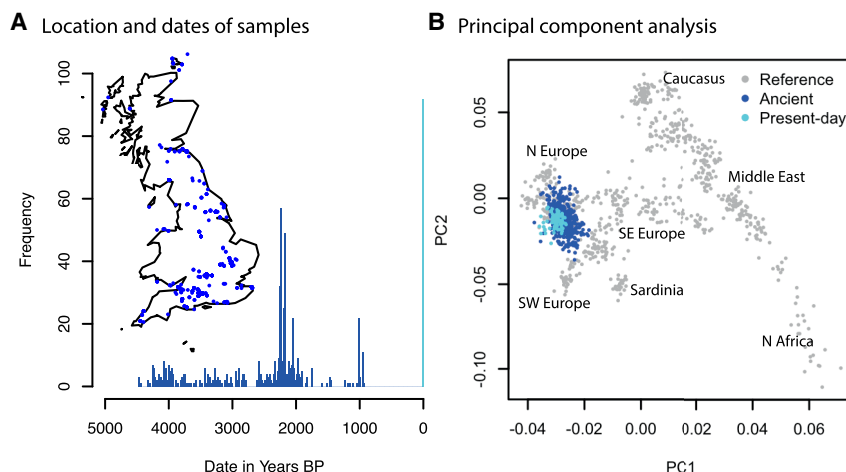 A Location and dates of samples
Frequency
100
80
60
40
20
0
5000 4000 3000 2000 1000 0
Date in Years BP
B Principal component analysis
PC2
0.05
0.00
-0.05
-0.10
Caucasus
Reference
Ancient
Present-day
N Europe
Middle East
SE Europe
SW Europe
Sardinia
N Africa
-0.04 -0.02 0.00 0.02 0.04 0.06
PC1